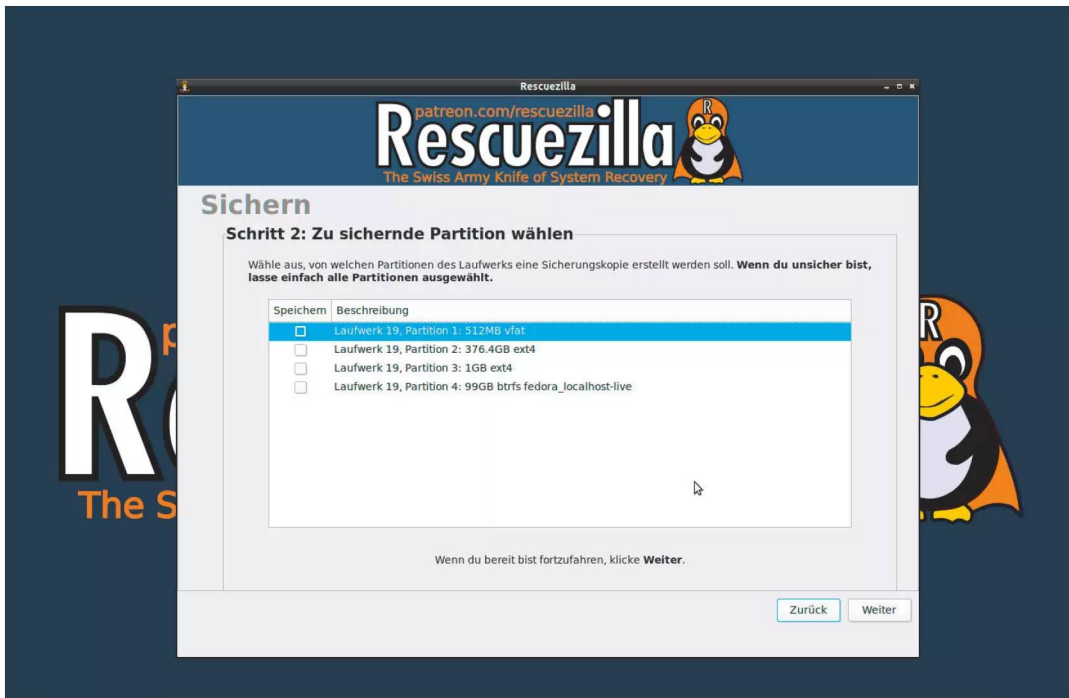 Rescuezilla
patreon.com/rescuezilla
Rescuezilla
R
The Swiss Army Knife of System Recovery
Sichern
Schritt 2: Zu sichernde Partition wählen
Wähle aus, von welchen Partitionen des Laufwerks eine Sicherungskopie erstellt werden soll. Wenn du unsicher bist,
lasse einfach alle Partitionen ausgewählt.
Speichern Beschreibung
Laufwerk 19, Partition 1: 512MB vfat
Laufwerk 19, Partition 2: 376.4GB ext4
Laufwerk 19, Partition 3: 1GB ext4
Laufwerk 19, Partition 4: 99GB btrfs fedora_localhost-live
R
R
The S
Wenn du bereit bist fortzufahren, klicke Weiter.
Zurück Weiter